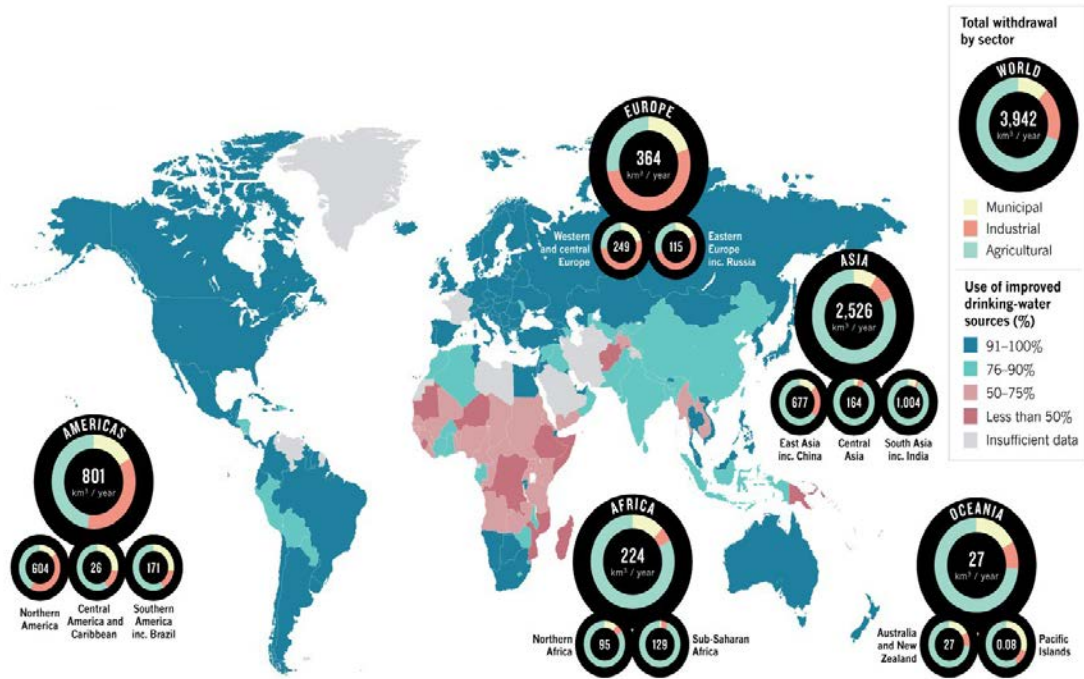 Total withdrawal
by sector
WORLD
3,942
km³ / year
Municipal
Industrial
Agricultural
Use of improved
drinking-water
sources (%)
91–100%
76–90%
50–75%
Less than 50%
Insufficient data
EUROPE
364
km³ / year
Western
and central
Europe
249
115
Eastern
Europe
inc. Russia
ASIA
2,526
km³ / year
677
164
1.004
East Asia
inc. China
Central
Asia
South Asia
inc. India
AMERICAS
801
km³ / year
604
26
171
Northern
America
Central
America and
Caribbean
Southern
America
inc. Brazil
AFRICA
224
km³ / year
Northern
Africa
95
129
Sub-Saharan
Africa
OCEANIA
27
km³ / year
Australia
and New
Zealand
27
0.08
Pacific
Islands